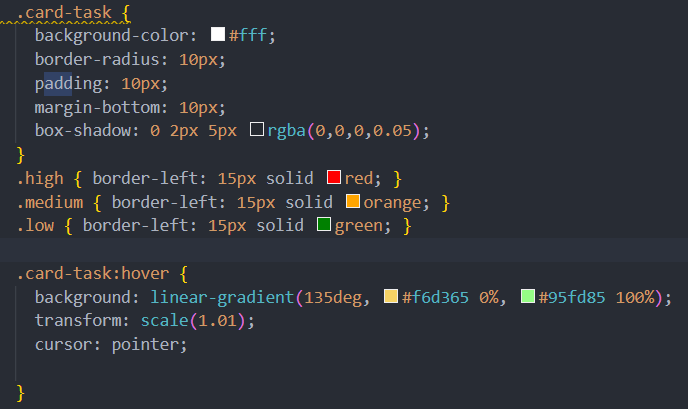 .card-task {
background-color: #fff;
border-radius: 10px;
padding: 10px;
margin-bottom: 10px;
box-shadow: 0 2px 5px rgba(0,0,0,0.05);
}
.high { border-left: 15px solid red; }
.medium { border-left: 15px solid orange; }
.low { border-left: 15px solid green; }
.card-task:hover {
background: linear-gradient(135deg, #f6d365 0%, #95fd85 100%);
transform: scale(1.01);
cursor: pointer;
}